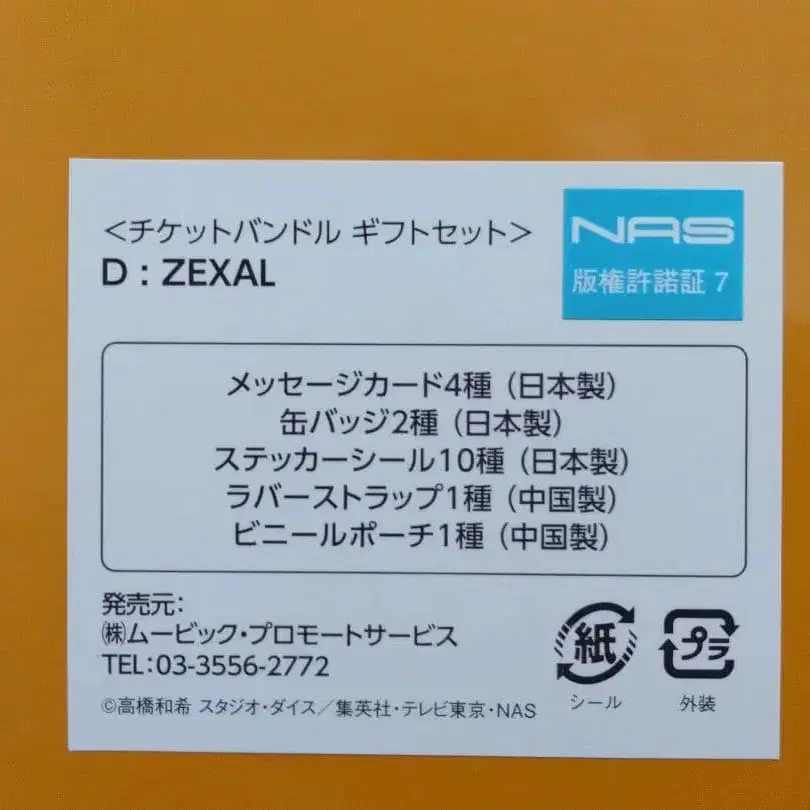 <チケットバンドル ギフトセット>
D : ZEXAL
NAS
版権許諾証 7
メッセージカード4種(日本製)
缶バッジ2種(日本製)
ステッカーシール10種(日本製)
ラバーストラップ1種(中国製)
ビニールポーチ1種(中国製)
発売元:
㈱ムービック・プロモートサービス
TEL:03-3556-2772
©高橋和希 スタジオ・ダイス/集英社・テレビ東京・NAS
紙
シール
プラ
外装